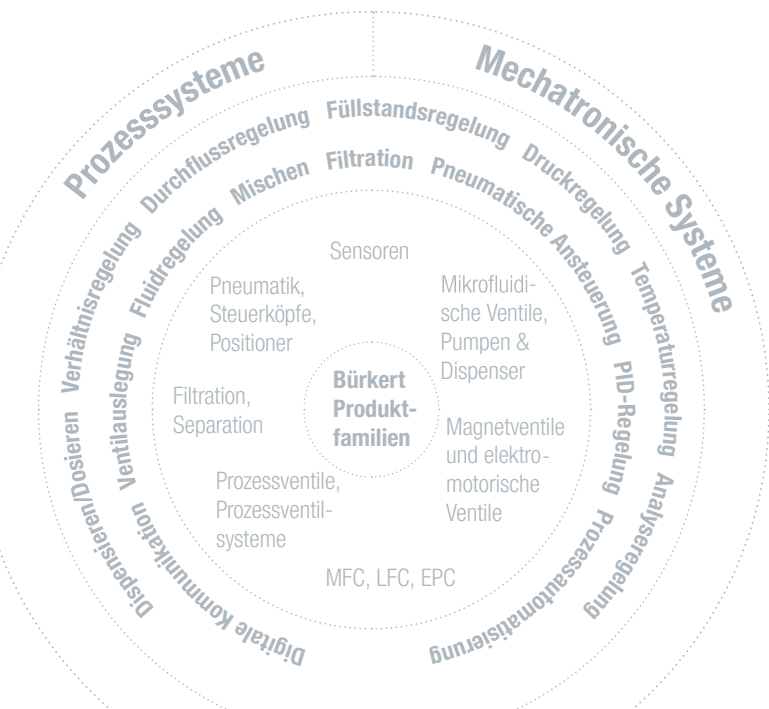 Prozesssysteme
Mechatronische Systeme
Dispensieren/Dosieren Verhältnisregelung Durchflussregelung Füllstandsregelung Druckregelung Temperaturregelung Analyseregelung
Digitale Kommunikation Ventilauslegung Fluidregelung Mischen Filtration Pneumatische Ansteuerung PID-Regelung Prozessautomatisierung
Sensoren
Pneumatik,
Steuerköpfe,
Positioner
Mikrofluidi-
sche Ventile,
Pumpen &
Dispenser
Filtration,
Separation
Bürkert
Produkt-
familien
Magnetventile
und elektro-
motorische
Ventile
Prozessventile,
Prozessventil-
systeme
MFC, LFC, EPC